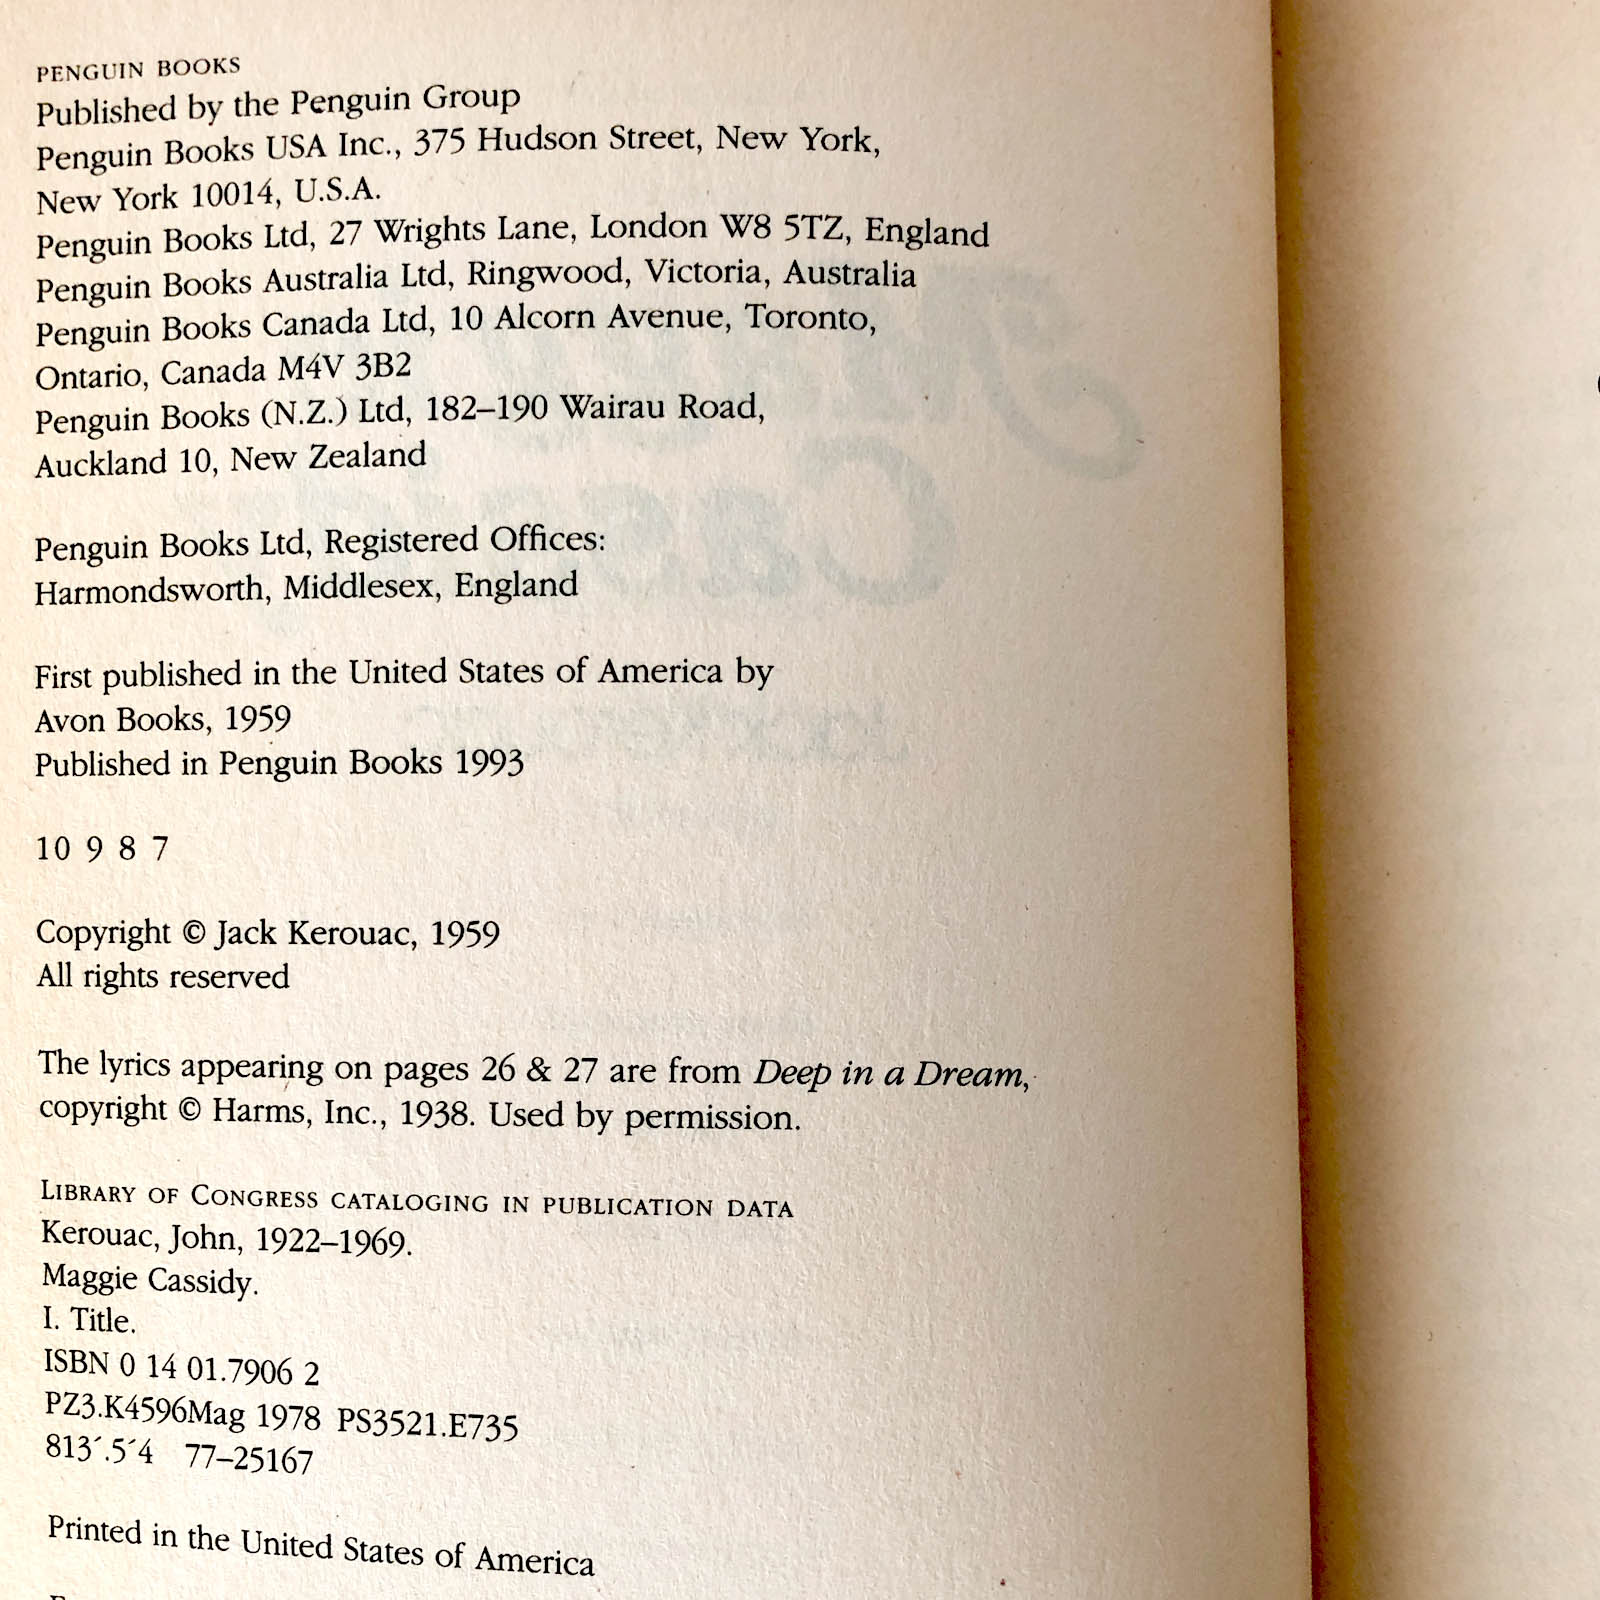 PENGUIN BOOKS
Published by the Penguin Group
Penguin Books USA Inc., 375 Hudson Street, New York,
New York 10014, U.S.A.
Penguin Books Ltd, 27 Wrights Lane, London W8 5TZ, England
Penguin Books Australia Ltd, Ringwood, Victoria, Australia
Penguin Books Canada Ltd, 10 Alcorn Avenue, Toronto,
Ontario, Canada M4V 3B2
Penguin Books (N.Z.) Ltd, 182–190 Wairau Road,
Auckland 10, New Zealand
Penguin Books Ltd, Registered Offices:
Harmondsworth, Middlesex, England
First published in the United States of America by
Avon Books, 1959
Published in Penguin Books 1993
10 9 8 7
Copyright © Jack Kerouac, 1959
All rights reserved
The lyrics appearing on pages 26 & 27 are from Deep in a Dream,
copyright © Harms, Inc., 1938. Used by permission.
LIBRARY OF CONGRESS CATALOGING IN PUBLICATION DATA
Kerouac, John, 1922–1969.
Maggie Cassidy.
I. Title.
ISBN 0 14 01.7906 2
PZ3.K4596Mag 1978 PS3521.E735
813´.5´4 77–25167
Printed in the United States of America